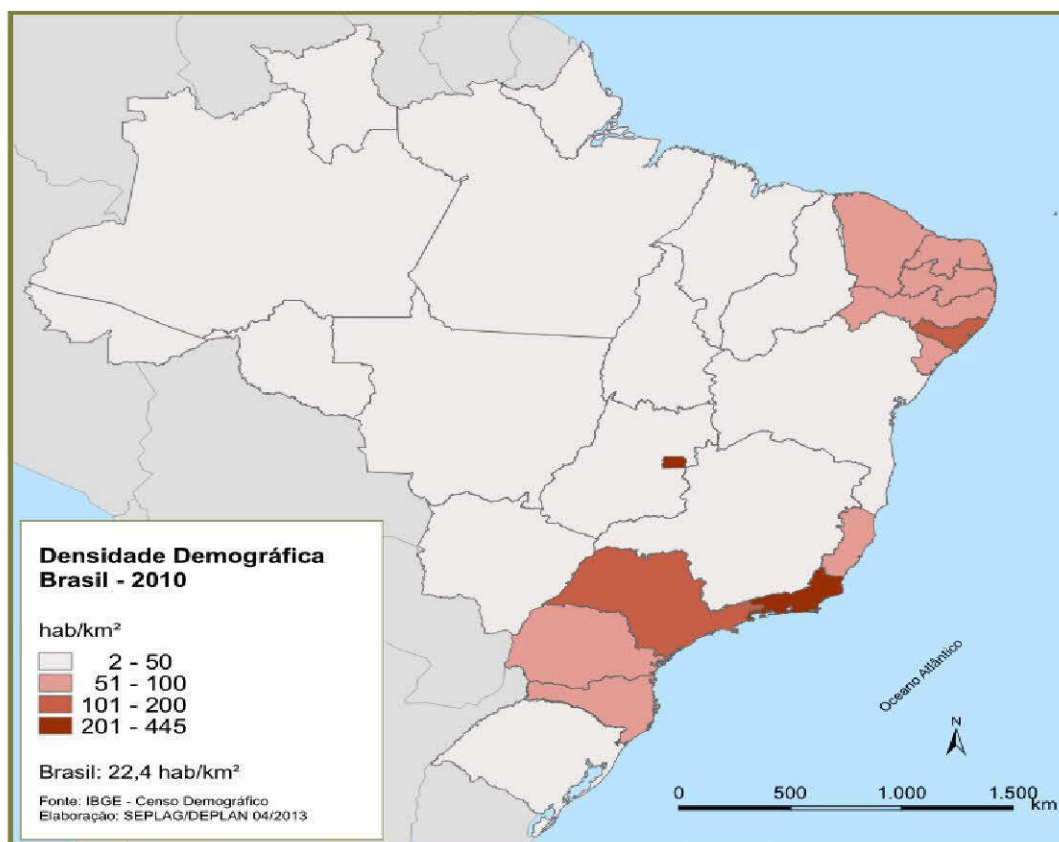 Densidade Demográfica
Brasil - 2010
hab/km²
2 - 50
51 - 100
101 - 200
201 - 445
Brasil: 22,4 hab/km²
Fonte: IBGE - Censo Demográfico
Elaboração: SEPLAG/DEPLAN 04/2013
Oceano Atlântico
N
0 500 1.000 1.500
km